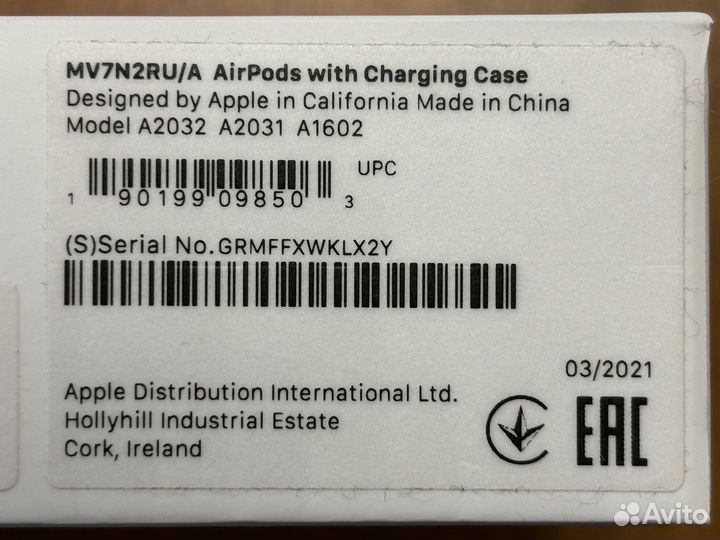 MV7N2RU/A AirPods with Charging Case
Designed by Apple in California Made in China
Model A2032 A2031 A1602
UPC
1 90199 09850 3
(S)Serial No.GRMFFXWKLX2Y
03/2021
Apple Distribution International Ltd.
Hollyhill Industrial Estate
Cork, Ireland
EAC
Avito